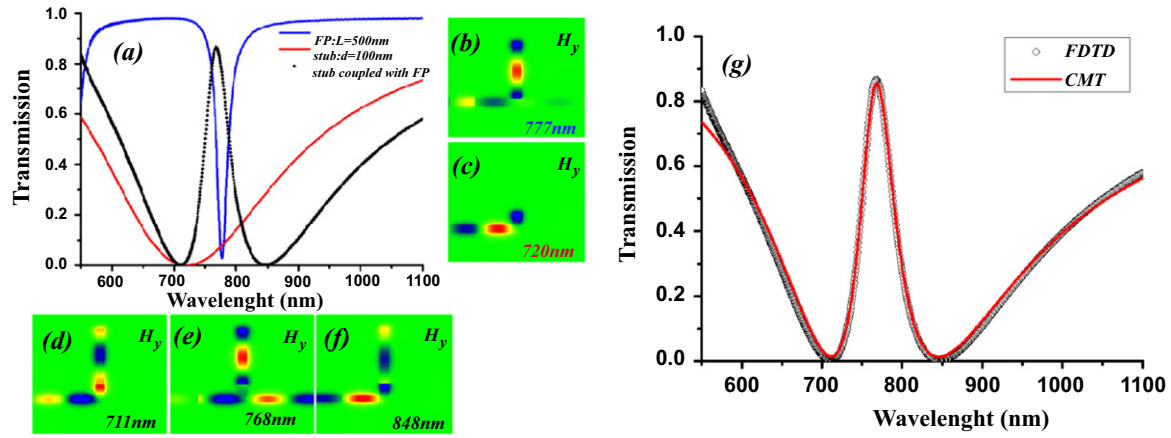 (a)
FP:L=500nm
stub:d=100nm
stub coupled with FP
Transmission
1.0
0.8
0.6
0.4
0.2
0.0
600 700 800 900 1000 1100
Wavelenght (nm)
(b) Hy
777nm
(c) Hy
720nm
(d) Hy
711nm
(e) Hy
768nm
(f) Hy
848nm
(g)
FDTD
CMT
Transmission
1.0
0.8
0.6
0.4
0.2
0.0
600 700 800 900 1000 1100
Wavelenght (nm)